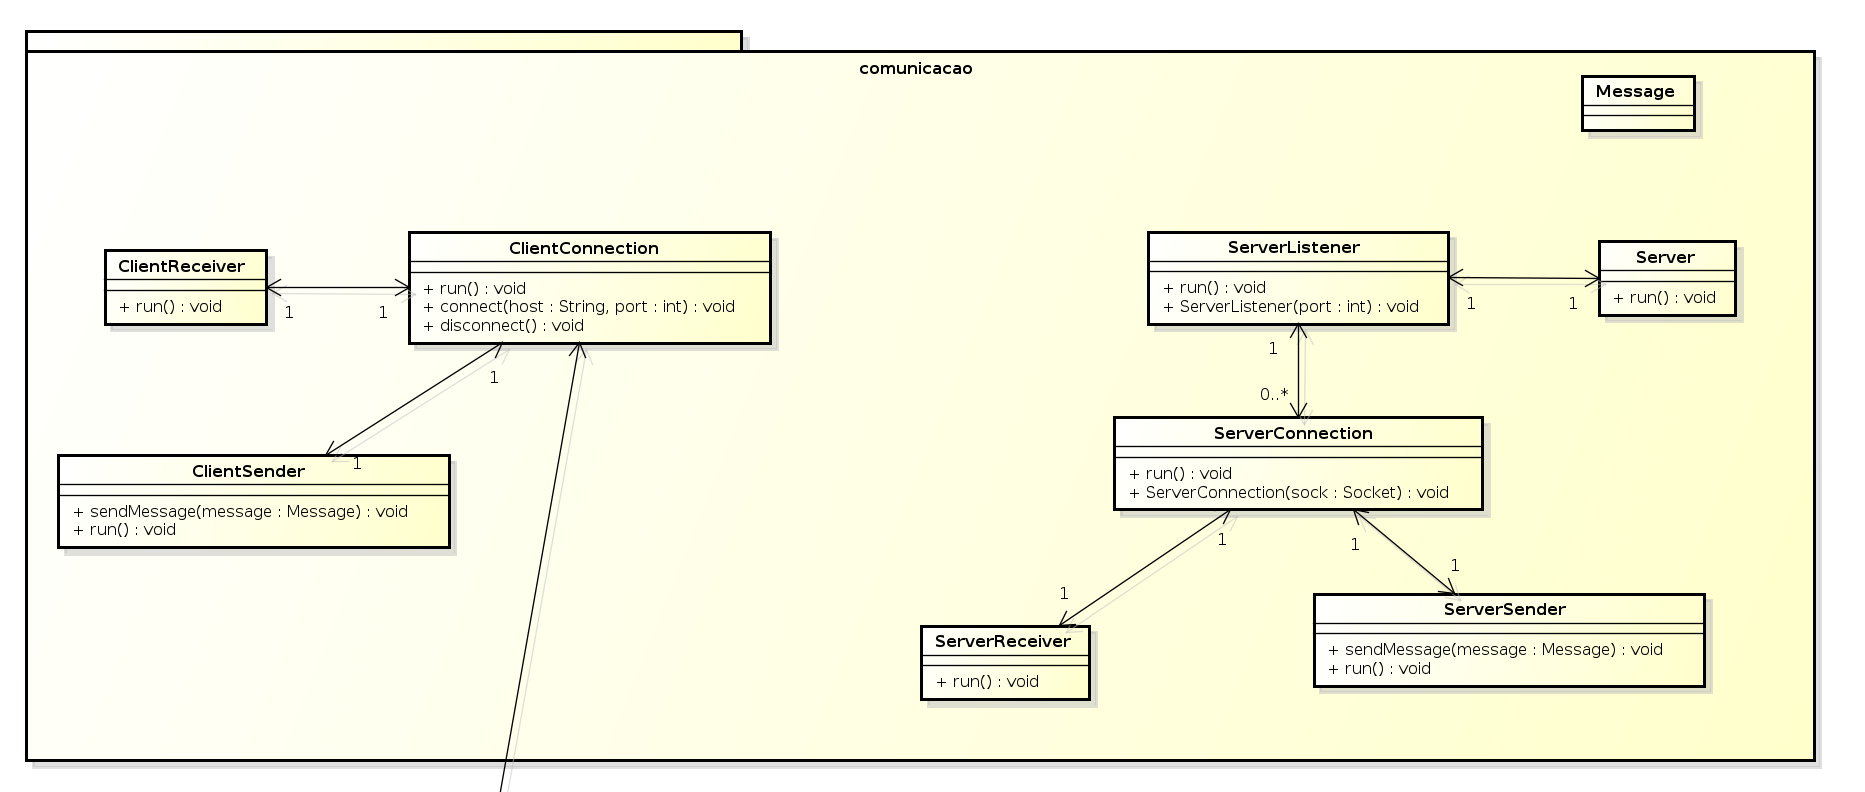 comunicacao
Message
ClientReceiver
+ run() : void
1
1
ClientConnection
+ run() : void
+ connect(host : String, port : int) : void
+ disconnect() : void
1
1
ClientSender
+ sendMessage(message : Message) : void
+ run() : void
ServerListener
+ run() : void
+ ServerListener(port : int) : void
1
1
Server
+ run() : void
1
0..*
ServerConnection
+ run() : void
+ ServerConnection(sock : Socket) : void
1
1
1
1
ServerReceiver
+ run() : void
ServerSender
+ sendMessage(message : Message) : void
+ run() : void